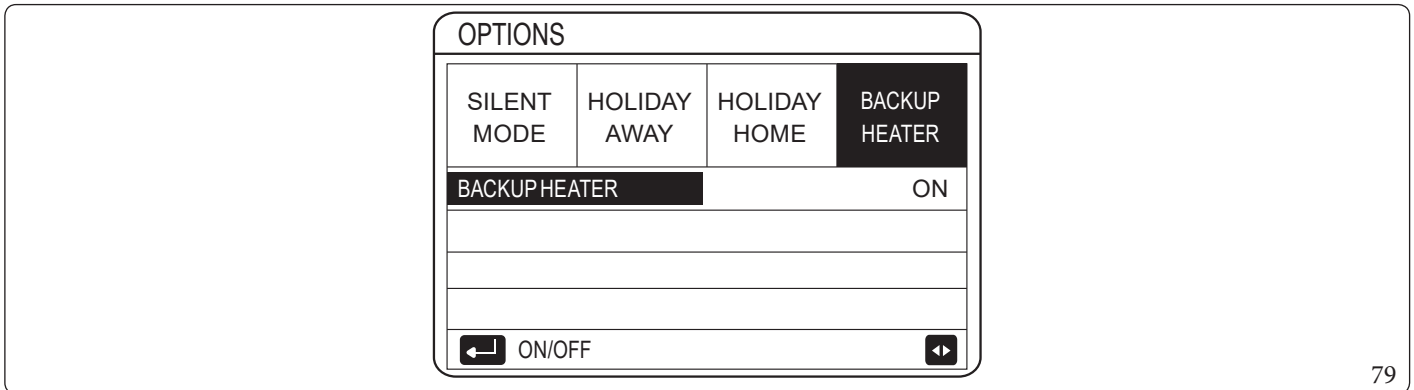 OPTIONS
SILENT MODE
HOLIDAY AWAY
HOLIDAY HOME
BACKUP HEATER
BACKUP HEATER ON
ON/OFF
79